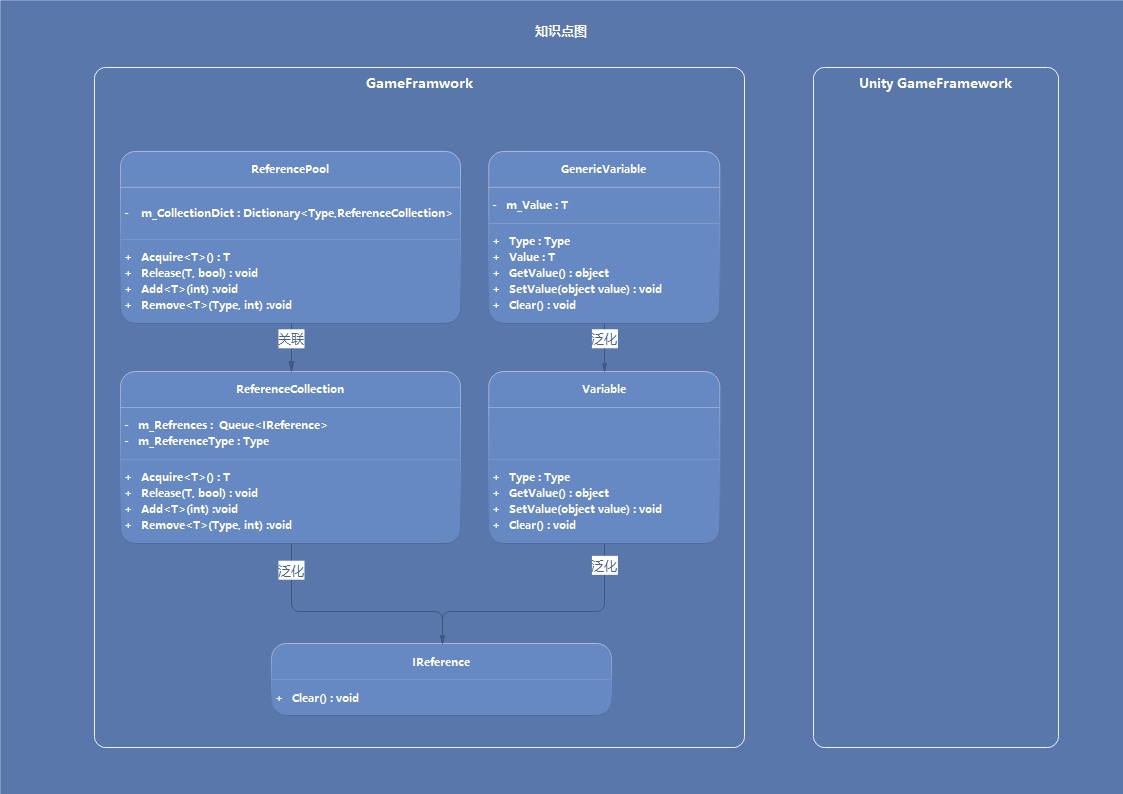 知识点图
GameFramwork
ReferencePool
- m_CollectionDict : Dictionary<Type,ReferenceCollection>
+ Acquire<T>() : T
+ Release(T, bool) : void
+ Add<T>(int) :void
+ Remove<T>(Type, int) :void
关联
ReferenceCollection
- m_Refrences : Queue<IReference>
- m_ReferenceType : Type
+ Acquire<T>() : T
+ Release(T, bool) : void
+ Add<T>(int) :void
+ Remove<T>(Type, int) :void
泛化
GenericVariable
- m_Value : T
+ Type : Type
+ Value : T
+ GetValue() : object
+ SetValue(object value) : void
+ Clear() : void
泛化
Variable
+ Type : Type
+ GetValue() : object
+ SetValue(object value) : void
+ Clear() : void
泛化
IReference
+ Clear() : void
Unity GameFramework